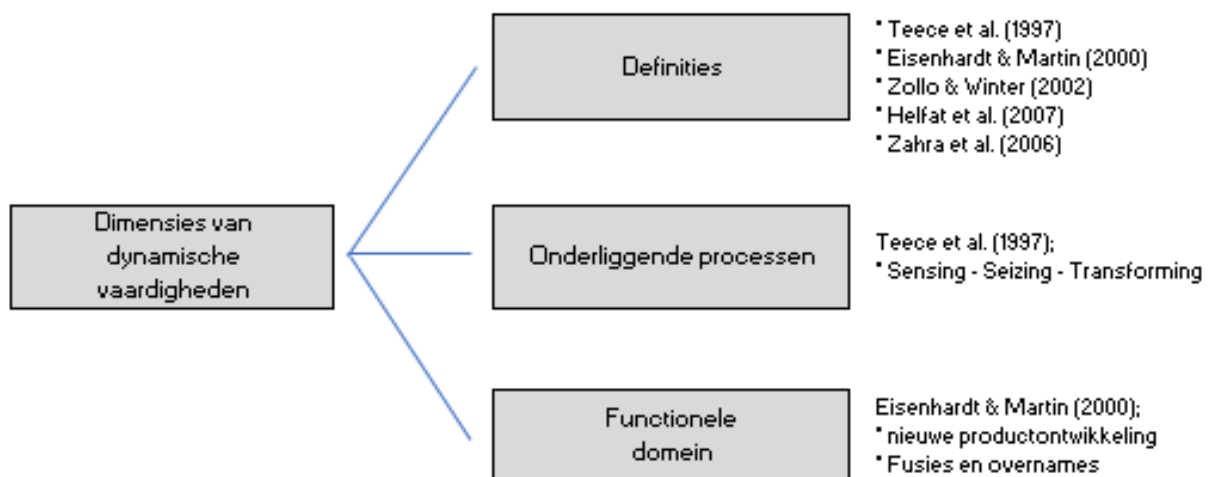 Dimensies van
dynamische
vaardigheden
Definities
* Teece et al. (1997)
* Eisenhardt & Martin (2000)
* Zollo & Winter (2002)
* Helfat et al. (2007)
* Zahra et al. (2006)
Onderliggende processen
Teece et al. (1997);
* Sensing - Seizing - Transforming
Functionele
domein
Eisenhardt & Martin (2000);
* nieuwe productontwikkeling
* Fusies en overnames